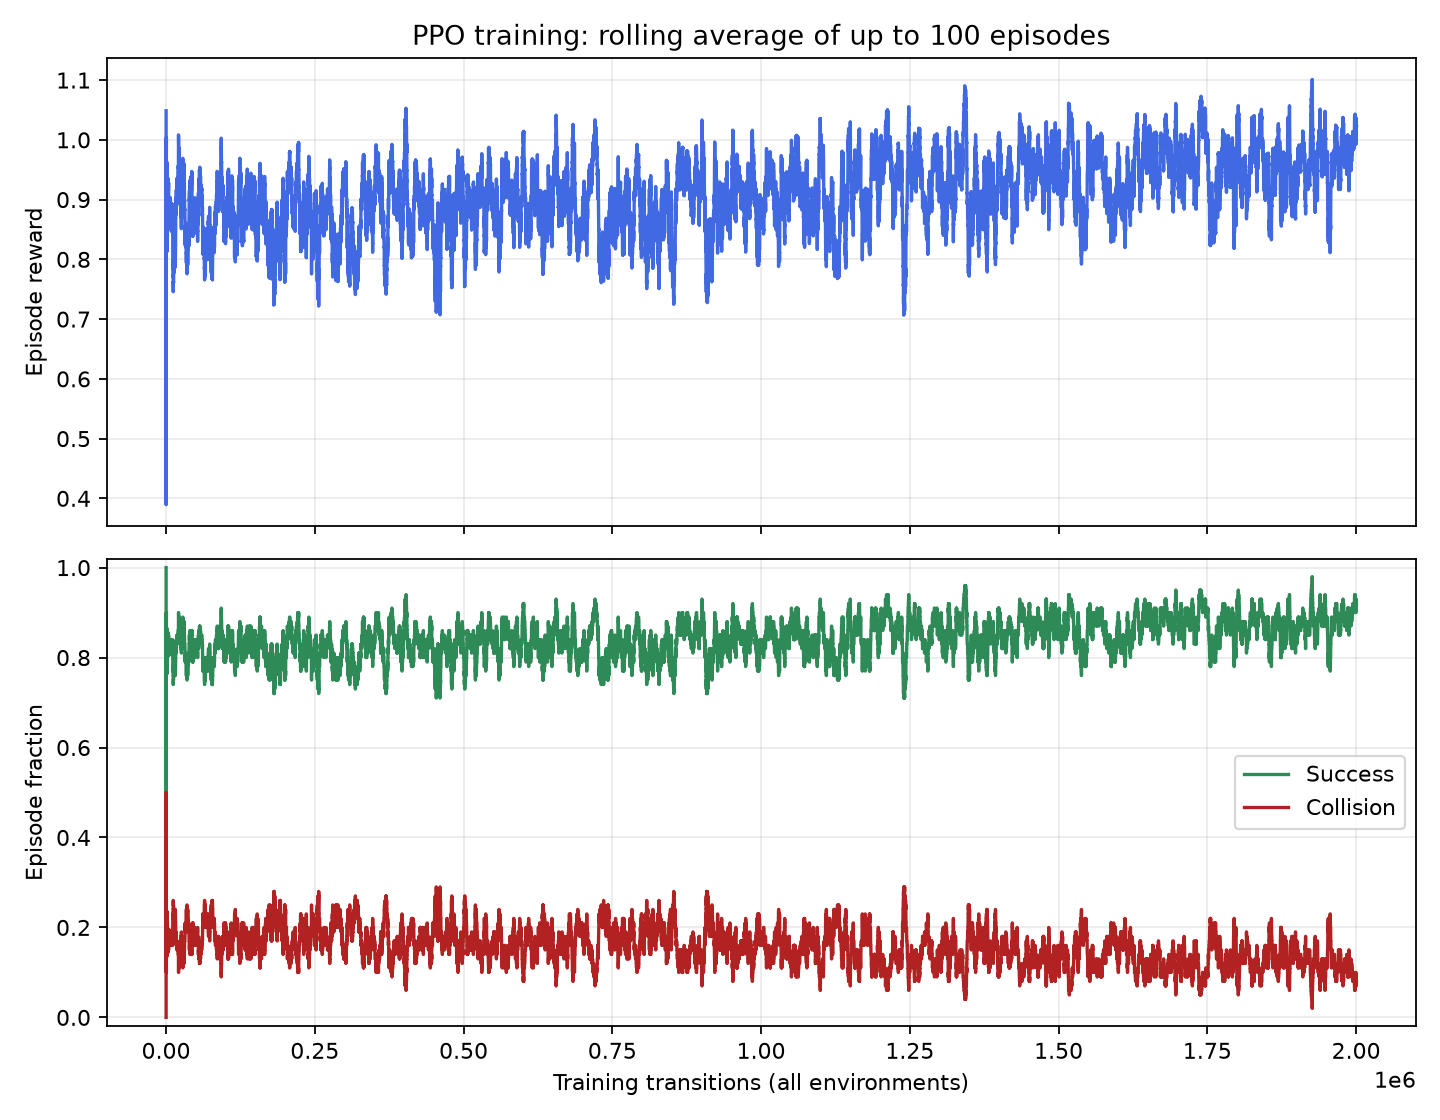 PPO training: rolling average of up to 100 episodes
1.1
1.0
0.9
0.8
0.7
0.6
0.5
0.4
Episode reward
1.0
0.8
0.6
0.4
0.2
0.0
Episode fraction
Success
Collision
0.00 0.25 0.50 0.75 1.00 1.25 1.50 1.75 2.00
1e6
Training transitions (all environments)